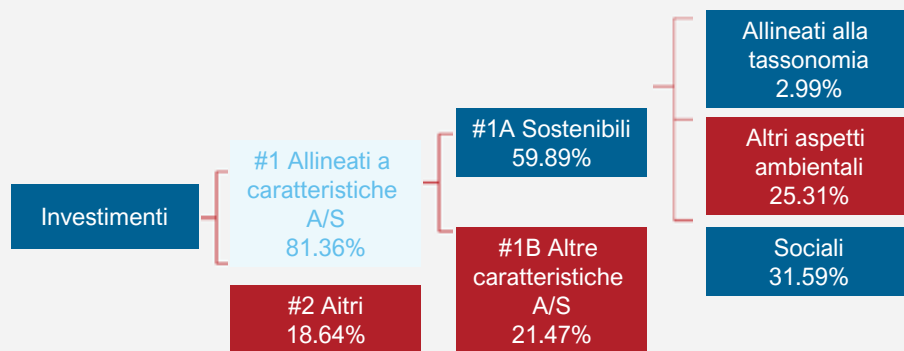 Investimenti
#1 Allineati a
caratteristiche
A/S
81.36%
#2 Aitri
18.64%
#1A Sostenibili
59.89%
#1B Altre
caratteristiche
A/S
21.47%
Allineati alla
tassonomia
2.99%
Altri aspetti
ambientali
25.31%
Sociali
31.59%